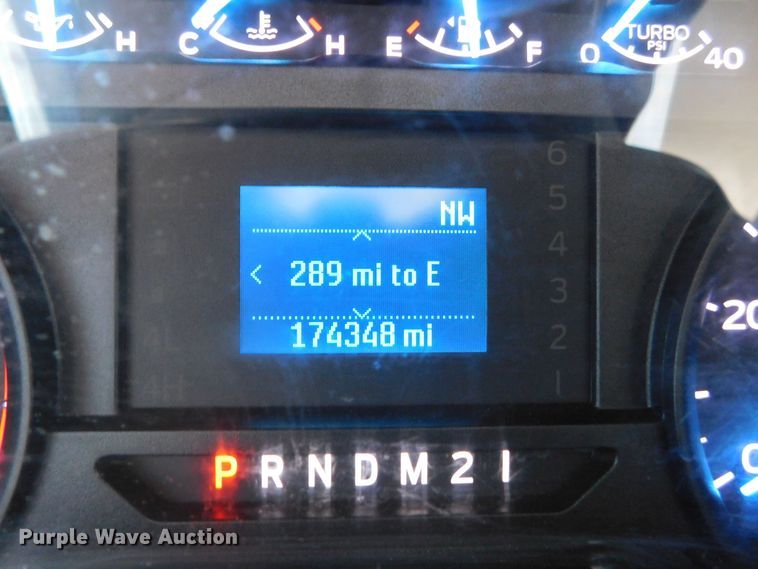 H C H E F 0 TURBO PSI 40
NW
289 mi to E
174348 mi
6
5
4
3
2
1
20
0
P R N D M 2 1
Purple Wave Auction